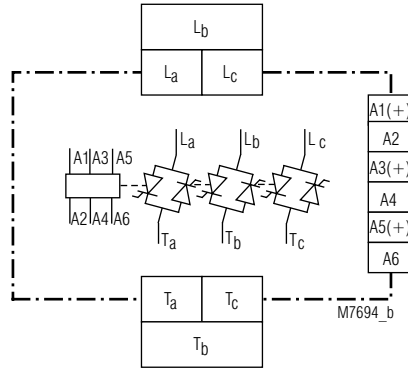 Lb
La Lc
A1(+)
A2
A3(+)
A4
A5(+)
A6
La Lb Lc
A1 A3 A5
A2 A4 A6
Ta Tb Tc
Ta Tc
Tb
M7694_b